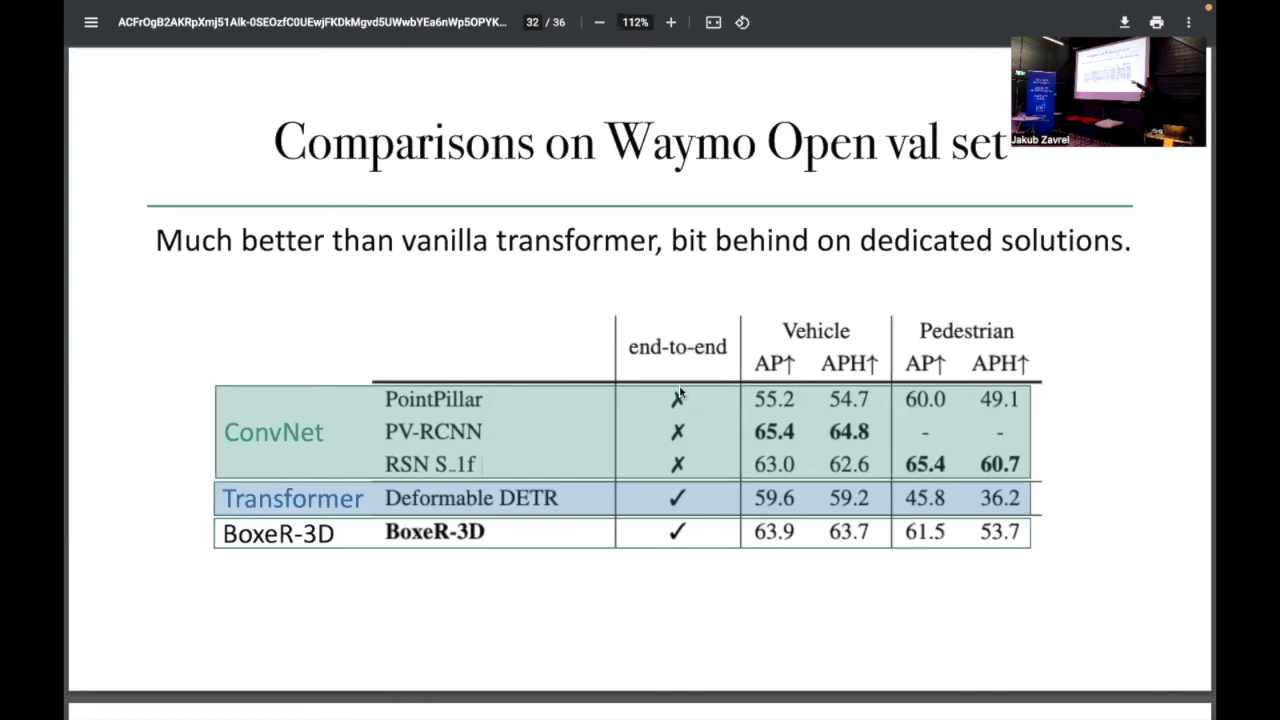 ACFrOgB2AKRpXmj51Alk-0SEOzfC0UEwjFKDkMgvd5UWwbYEa6nWp5OPYK... 32 / 36 112%
Jakub Zavrel
Comparisons on Waymo Open val set
Much better than vanilla transformer, bit behind on dedicated solutions.
end-to-end Vehicle Pedestrian
AP↑ APH↑ AP↑ APH↑
ConvNet
PointPillar ✗ 55.2 54.7 60.0 49.1
PV-RCNN ✗ 65.4 64.8 - -
RSN S_1f ✗ 63.0 62.6 65.4 60.7
Transformer Deformable DETR ✓ 59.6 59.2 45.8 36.2
BoxeR-3D BoxeR-3D ✓ 63.9 63.7 61.5 53.7